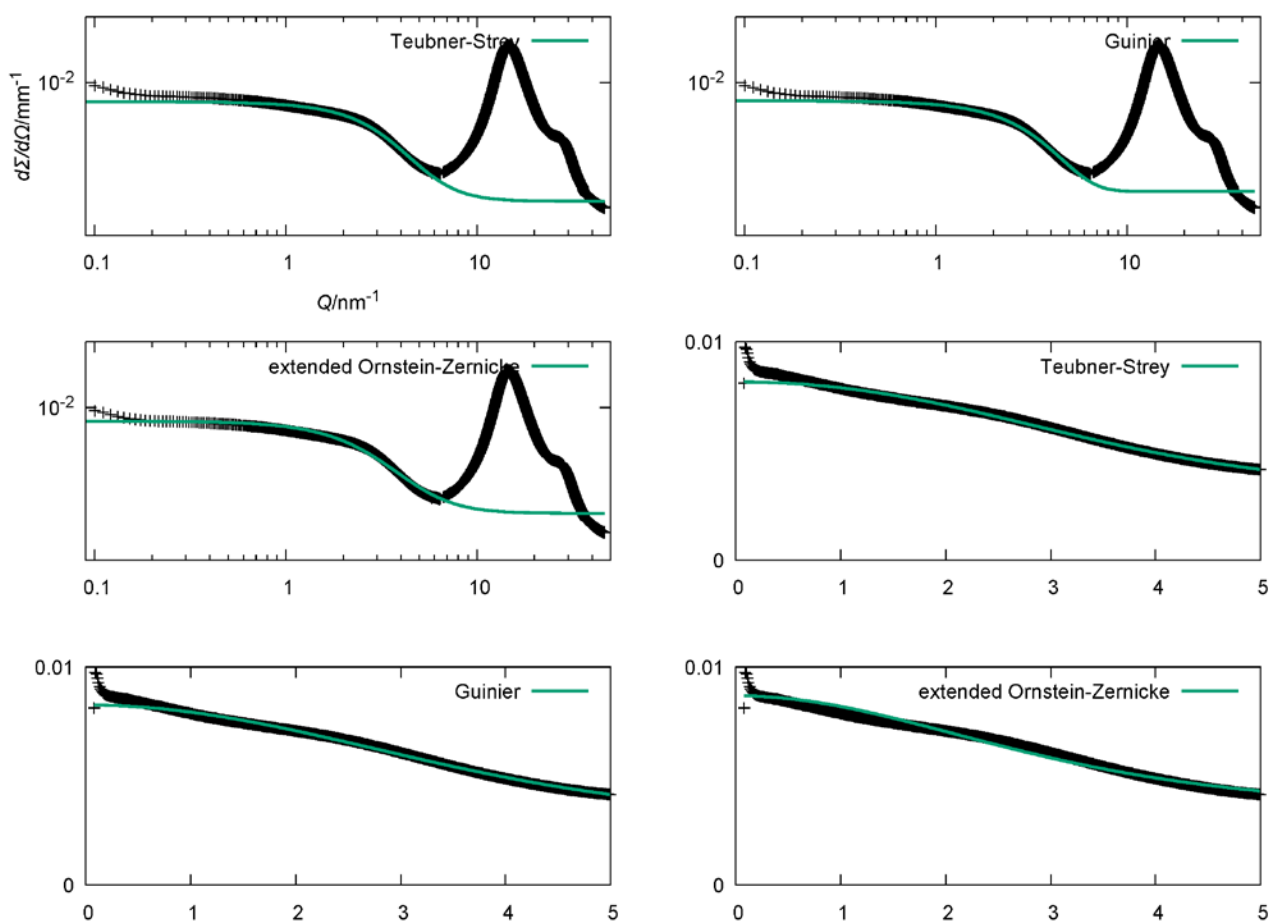 Teubner-Strey
10⁻²
dΣ/dΩ/mm⁻¹
0.1 1 10
Q/nm⁻¹
Guinier
10⁻²
0.1 1 10
extended Ornstein-Zernicke
10⁻²
0.1 1 10
0.01
Teubner-Strey
0
0 1 2 3 4 5
0.01
Guinier
0
0 1 2 3 4 5
0.01
extended Ornstein-Zernicke
0
0 1 2 3 4 5